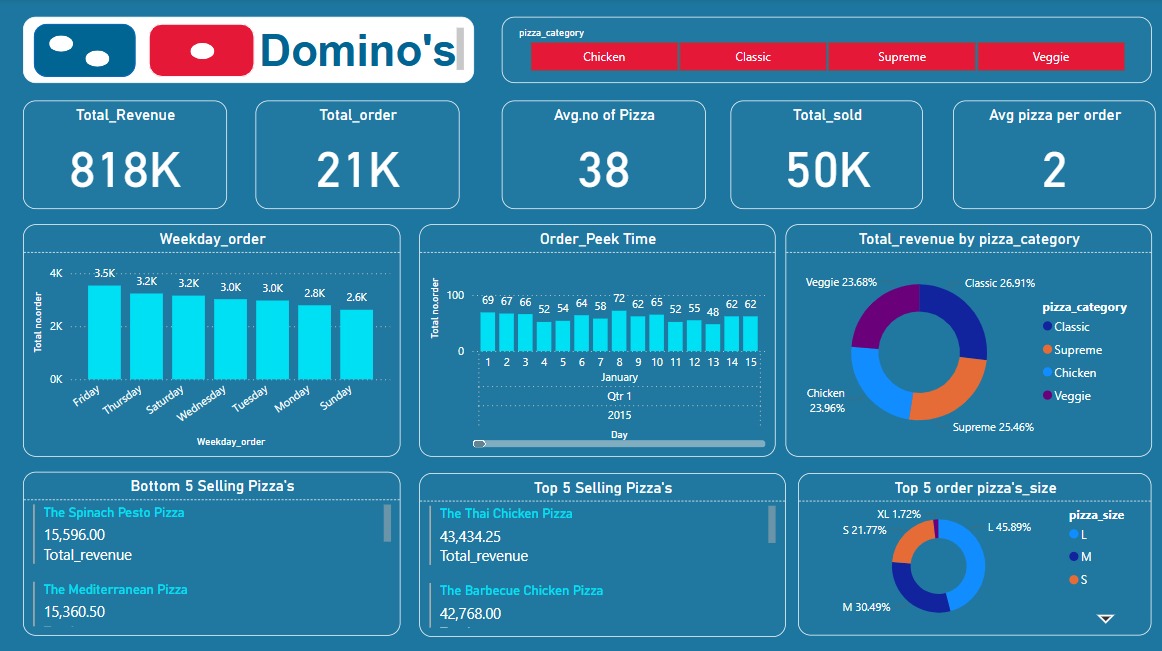 Domino's
pizza_category
Chicken
Classic
Supreme
Veggie
Total_Revenue
818K
Total_order
21K
Avg.no of Pizza
38
Total_sold
50K
Avg pizza per order
2
Weekday_order
Total no.order
4K
2K
0K
3.5K
3.2K
3.2K
3.0K
3.0K
2.8K
2.6K
Friday
Thursday
Saturday
Wednesday
Tuesday
Monday
Sunday
Weekday_order
Order_Peek Time
Total no.order
100
0
69 67 66 52 54 64 58 72 62 65 52 55 48 62 62
1 2 3 4 5 6 7 8 9 10 11 12 13 14 15
January
Qtr 1
2015
Day
Total_revenue by pizza_category
Veggie 23.68%
Classic 26.91%
Chicken
23.96%
Supreme 25.46%
pizza_category
Classic
Supreme
Chicken
Veggie
Bottom 5 Selling Pizza's
The Spinach Pesto Pizza
15,596.00
Total_revenue
The Mediterranean Pizza
15,360.50
Top 5 Selling Pizza's
The Thai Chicken Pizza
43,434.25
Total_revenue
The Barbecue Chicken Pizza
42,768.00
Top 5 order pizza's_size
XL 1.72%
S 21.77%
L 45.89%
M 30.49%
pizza_size
L
M
S